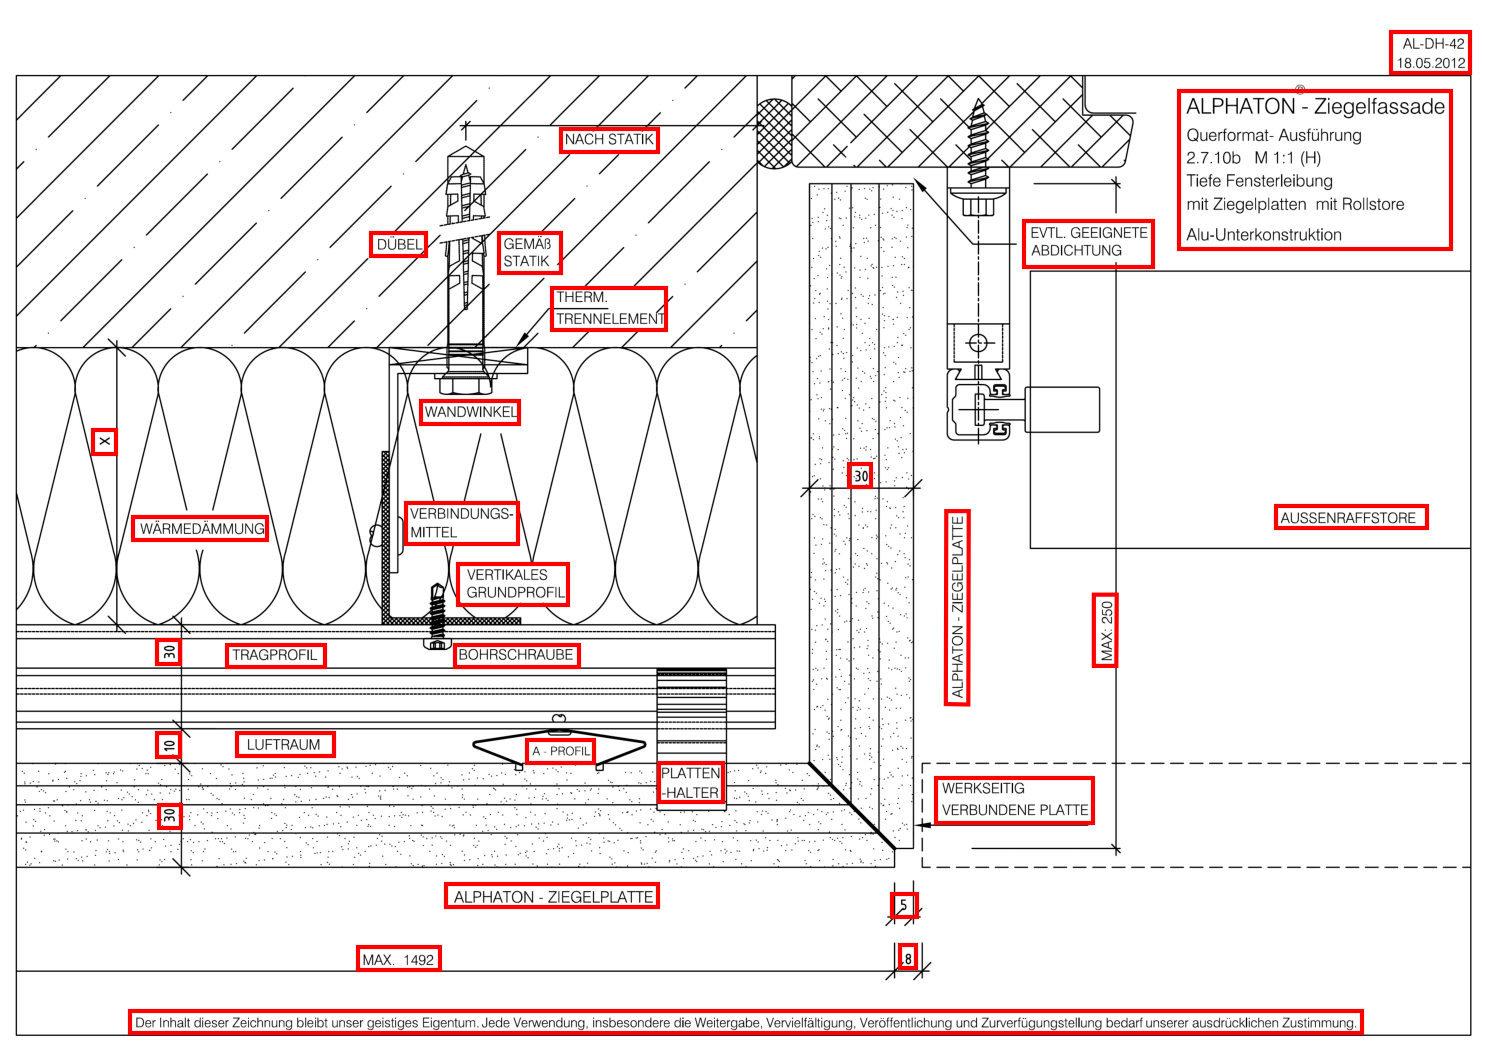 AL-DH-42
18.05.2012
ALPHATON® - Ziegelfassade
Querformat- Ausführung
2.7.10b M 1:1 (H)
Tiefe Fensterleibung
mit Ziegelplatten mit Rollstore
Alu-Unterkonstruktion
NACH STATIK
DÜBEL
GEMÄß
STATIK
EVTL. GEEIGNETE
ABDICHTUNG
THERM.
TRENNELEMENT
WANDWINKEL
X
30
WÄRMEDÄMMUNG
VERBINDUNGS-
MITTEL
AUSSENRAFFSTORE
ALPHATON - ZIEGELPLATTE
VERTIKALES
GRUNDPROFIL
MAX: 250
30
TRAGPROFIL
BOHRSCHRAUBE
10
LUFTRAUM
A - PROFIL
PLATTEN
-HALTER
WERKSEITIG
VERBUNDENE PLATTE
30
ALPHATON - ZIEGELPLATTE
5
MAX. 1492
8
Der Inhalt dieser Zeichnung bleibt unser geistiges Eigentum. Jede Verwendung, insbesondere die Weitergabe, Vervielfältigung, Veröffentlichung und Zurverfügungstellung bedarf unserer ausdrücklichen Zustimmung.